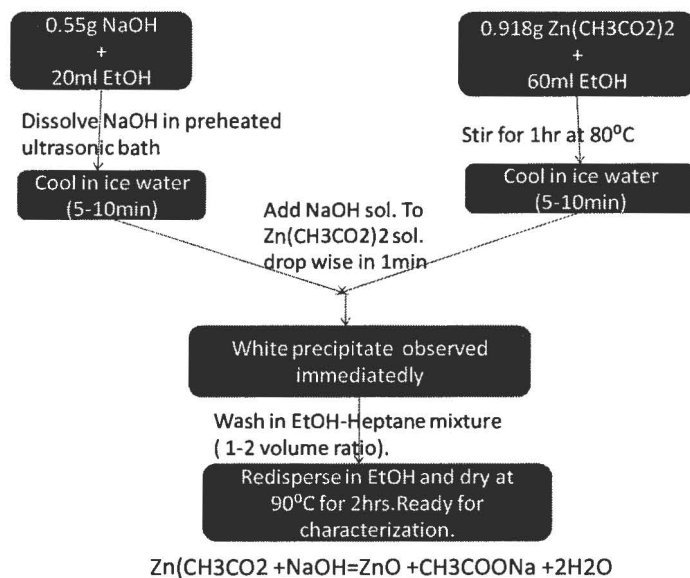 0.55g NaOH
+
20ml EtOH
0.918g Zn(CH3CO2)2
+
60ml EtOH
Dissolve NaOH in preheated
ultrasonic bath
Stir for 1hr at 80⁰C
Cool in ice water
(5-10min)
Cool in ice water
(5-10min)
Add NaOH sol. To
Zn(CH3CO2)2 sol.
drop wise in 1min
White precipitate observed
immediatedly
Wash in EtOH-Heptane mixture
( 1-2 volume ratio).
Redisperse in EtOH and dry at
90⁰C for 2hrs.Ready for
characterization.
Zn(CH3CO2 +NaOH=ZnO +CH3COONa +2H2O